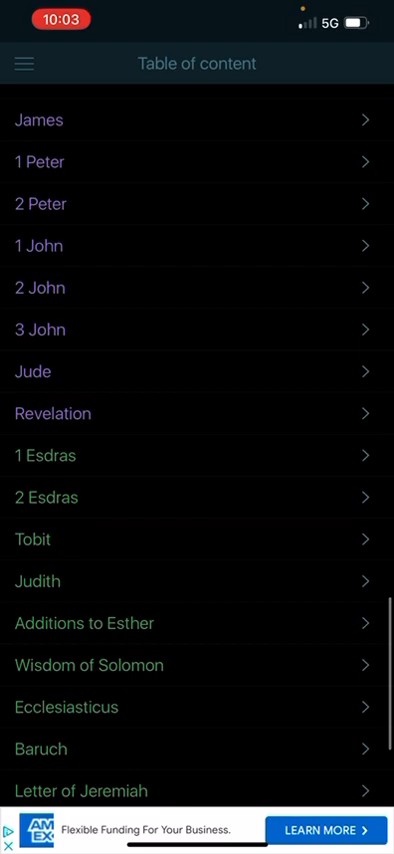 10:03
5G
Table of content
James
1 Peter
2 Peter
1 John
2 John
3 John
Jude
Revelation
1 Esdras
2 Esdras
Tobit
Judith
Additions to Esther
Wisdom of Solomon
Ecclesiasticus
Baruch
Letter of Jeremiah
AM
EX
Flexible Funding For Your Business.
LEARN MORE